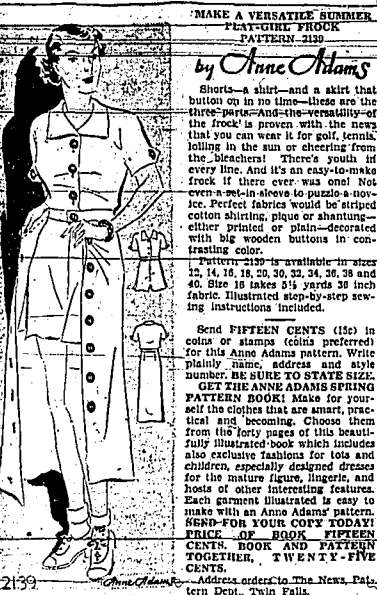 MAKE A VERSATILE SUMMER
PLAY-GIRL FROCK
PATTERN 2139
by Anne Adams
Shorts—a shirt—and a skirt that
button on in no time—these are the
three parts. And the versatility of
the frock is proven with the news
that you can wear it for golf, tennis,
lolling in the sun or cheering from
the bleachers! There's youth in
every line. And it's an easy-to-make
frock if there ever was one! Not
even a set-in sleeve to puzzle a nov-
ice. Perfect fabrics would be striped
cotton shirting, pique or shantung—
either printed or plain—decorated
with big wooden buttons in con-
trasting color.
Pattern 2139 is available in sizes
12, 14, 16, 18, 20, 30, 32, 34, 36, 38 and
40. Size 16 takes 5½ yards 36 inch
fabric. Illustrated step-by-step sew-
ing instructions included.
Send FIFTEEN CENTS (15c) in
coins or stamps (coins preferred)
for this Anne Adams pattern. Write
plainly name, address and style
number. BE SURE TO STATE SIZE.
GET THE ANNE ADAMS SPRING
PATTERN BOOK! Make for your-
self the clothes that are smart, prac-
tical and becoming. Choose them
from the forty pages of this beauti-
fully illustrated book which includes
also exclusive fashions for tots and
children, especially designed dresses
for the mature figure, lingerie, and
hosts of other interesting features.
Each garment illustrated is easy to
make with an Anne Adams' pattern.
SEND FOR YOUR COPY TODAY!
PRICE OF BOOK FIFTEEN
CENTS. BOOK AND PATTERN
TOGETHER, TWENTY-FIVE
CENTS.
Address orders to The News, Pat-
tern Dept., Twin Falls.
2139
Anne Adams